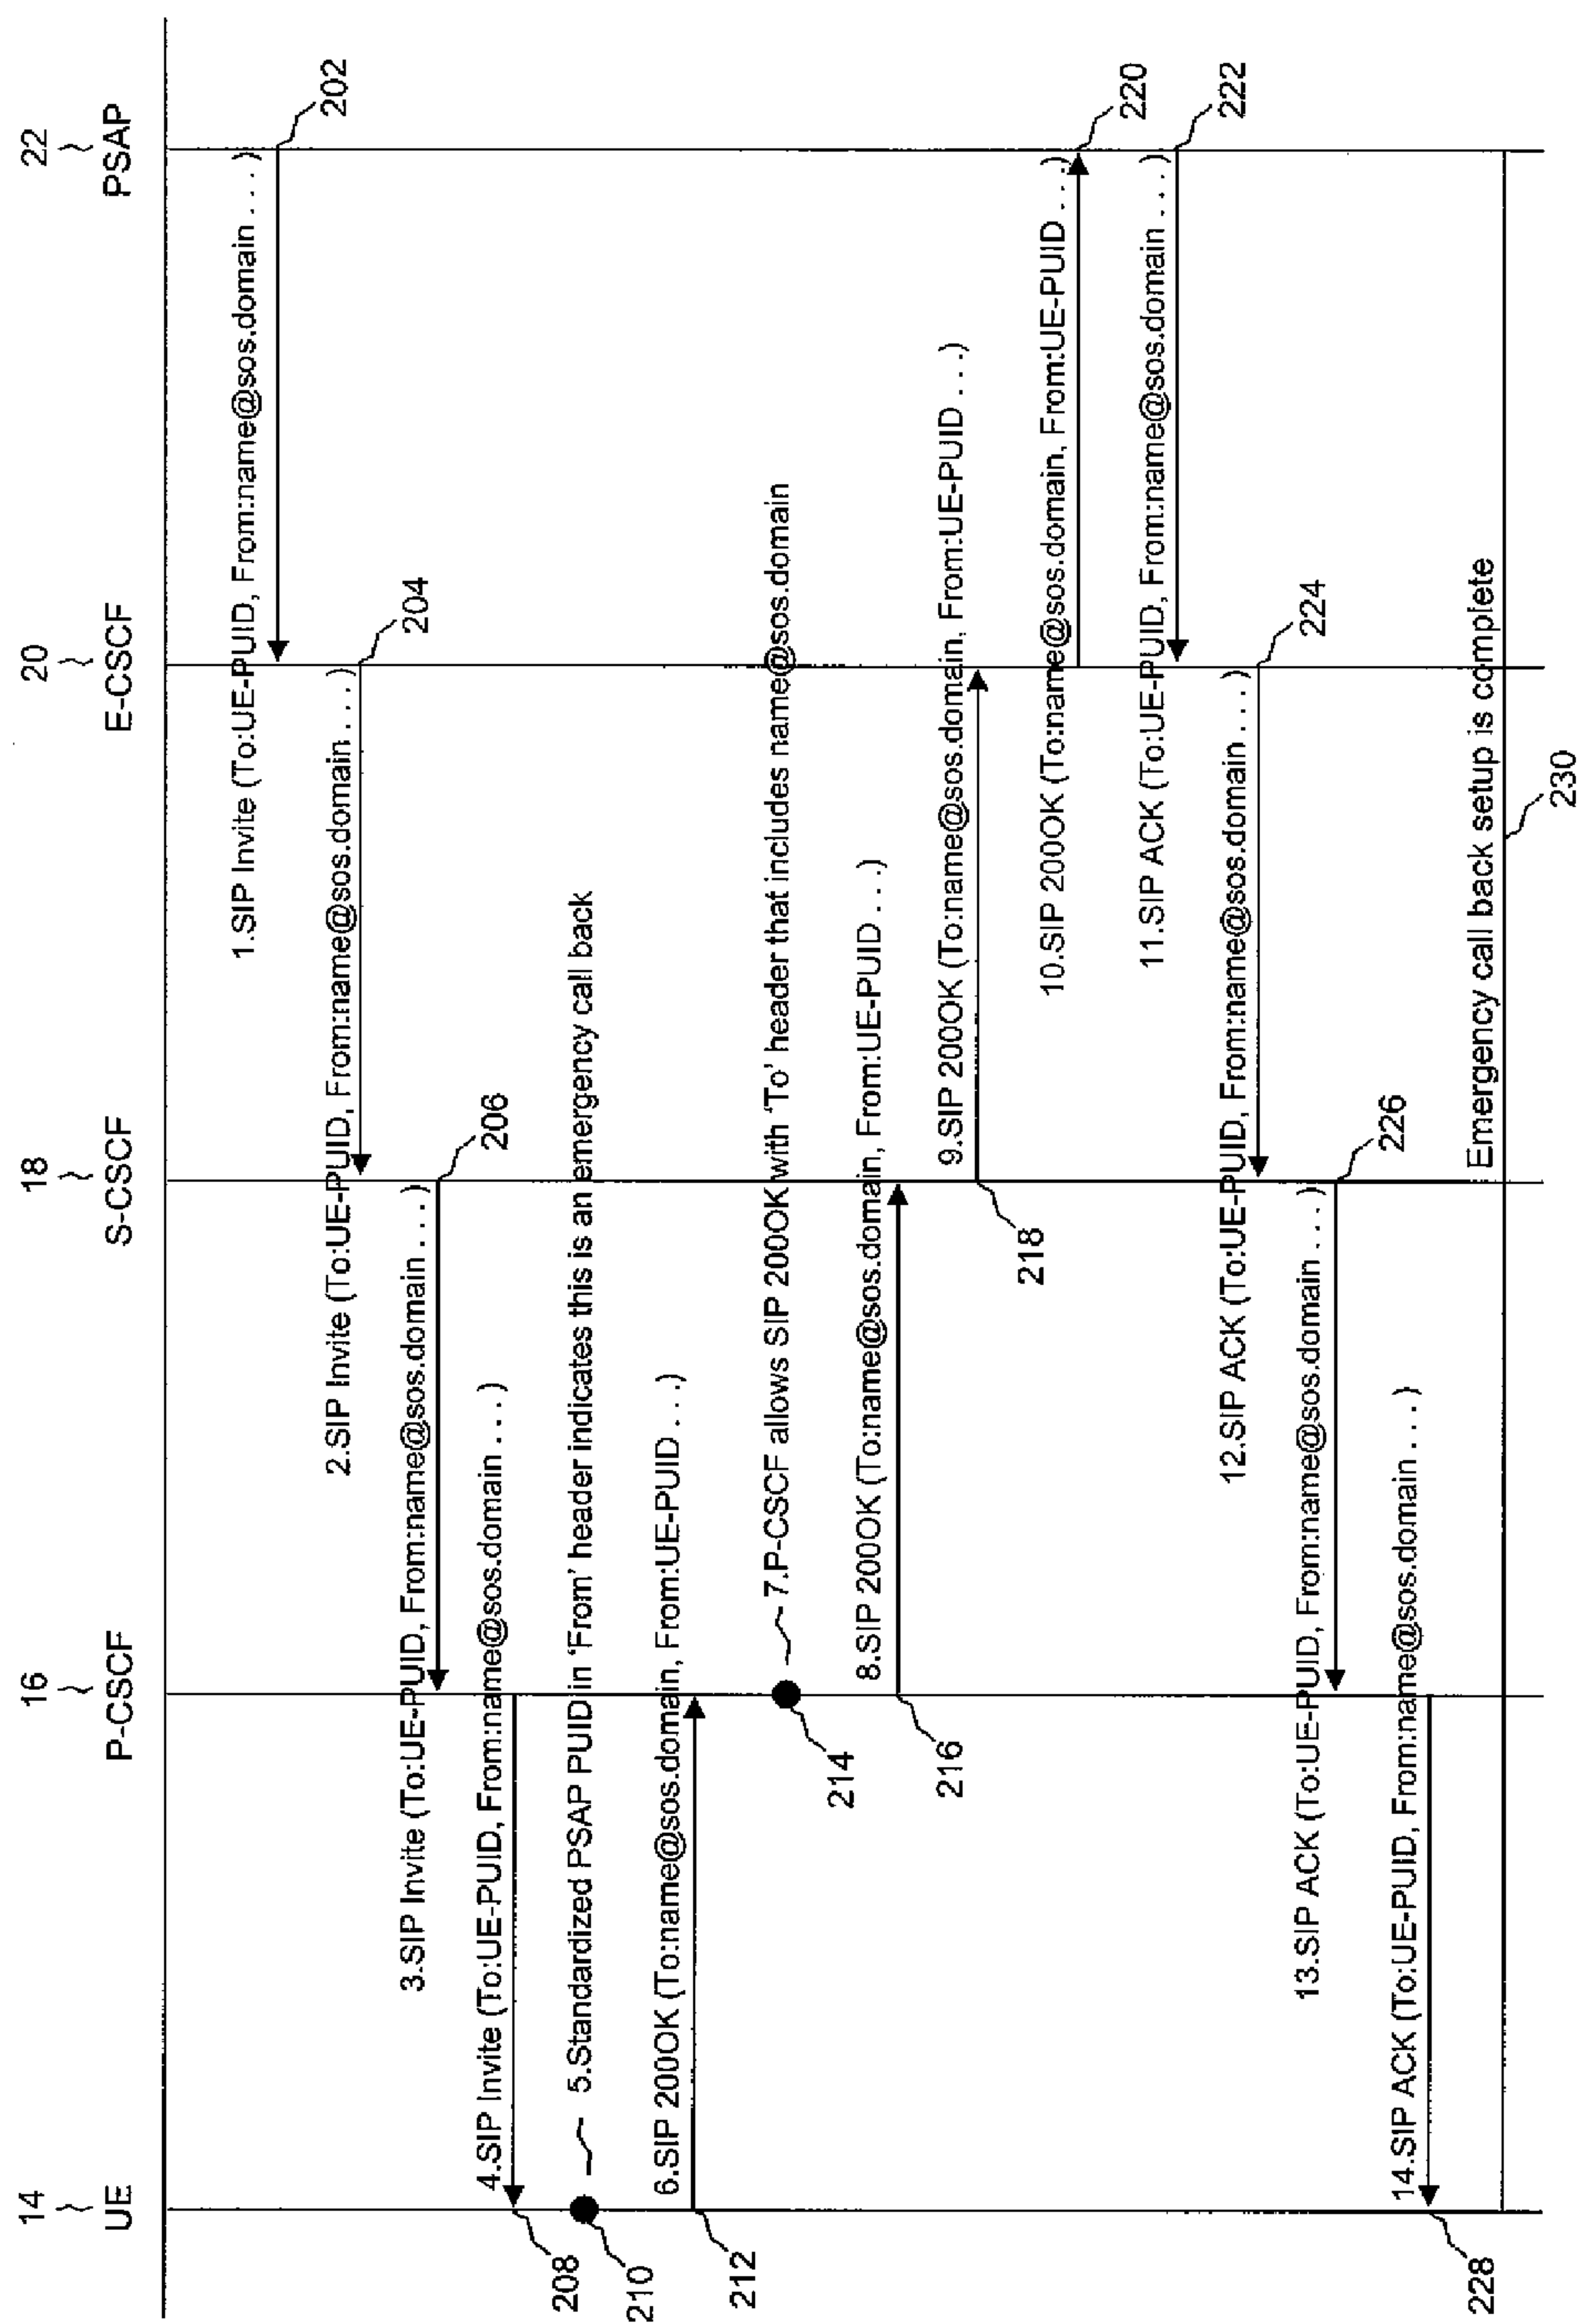 14
UE
16
P-CSCF
18
S-CSCF
20
E-CSCF
22
PSAP
1.SIP Invite (To:UE-PUID, From:name@sos.domain . . . )
202
2.SIP Invite (To:UE-PUID, From:name@sos.domain . . . .)
204
3.SIP Invite (To:UE-PUID, From:name@sos.domain . . . )
206
4.SIP Invite (To:UE-PUID, From:name@sos.domain . . . )
208
5.Standardized PSAP PUID in ‘From’ header indicates this is an emergency call back
210
6.SIP 200OK (To:name@sos.domain, From:UE-PUID . . .)
212
7.P-CSCF allows SIP 200OK with ‘To’ header that includes name@sos.domain
214
8.SIP 200OK (To:name@sos.domain, From:UE-PUID . . .)
216
9.SIP 200OK (To:name@sos.domain, From:UE-PUID . . .)
218
10.SIP 200OK (To:name@sos.domain, From:UE-PUID . . .)
220
11.SIP ACK (To:UE-PUID, From:name@sos.domain . . .)
222
12.SIP ACK (To:UE-PUID, From:name@sos.domain . . . .)
224
13.SIP ACK (To:UE-PUID, From:name@sos.domain . . . )
226
14.SIP ACK (To:UE-PUID, From:name@sos.domain . . . .)
228
Emergency call back setup is complete
230